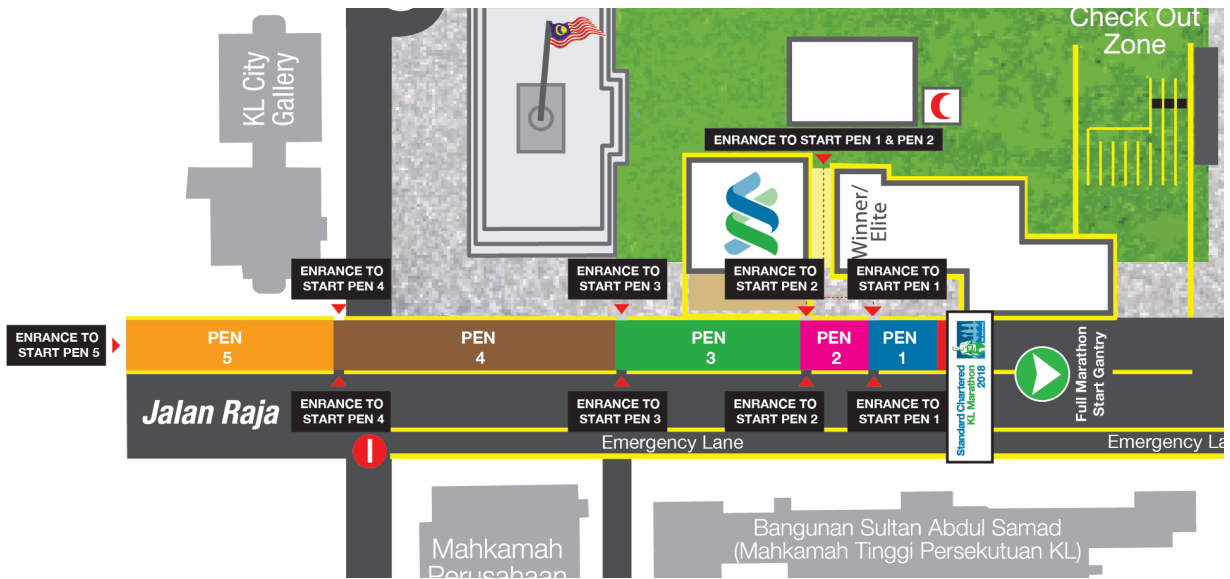 Check Out
Zone
KL City
Gallery
ENRANCE TO START PEN 1 & PEN 2
Winner/
Elite
ENRANCE TO
START PEN 4
ENRANCE TO
START PEN 3
ENRANCE TO
START PEN 2
ENRANCE TO
START PEN 1
ENRANCE TO
START PEN 5
PEN
5
PEN
4
PEN
3
PEN
2
PEN
1
Standard Chartered
KL Marathon
2018
Full Marathon
Start Gantry
Jalan Raja
ENRANCE TO
START PEN 4
ENRANCE TO
START PEN 3
ENRANCE TO
START PEN 2
ENRANCE TO
START PEN 1
Emergency Lane
Emergency La
Mahkamah
Perusahaan
Bangunan Sultan Abdul Samad
(Mahkamah Tinggi Persekutuan KL)